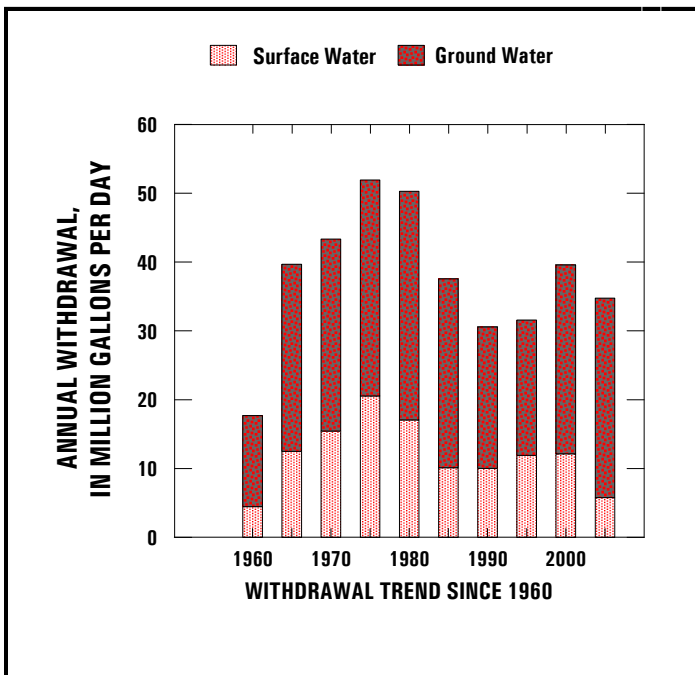 Surface Water Ground Water
ANNUAL WITHDRAWAL,
IN MILLION GALLONS PER DAY
60
50
40
30
20
10
0
1960 1970 1980 1990 2000
WITHDRAWAL TREND SINCE 1960